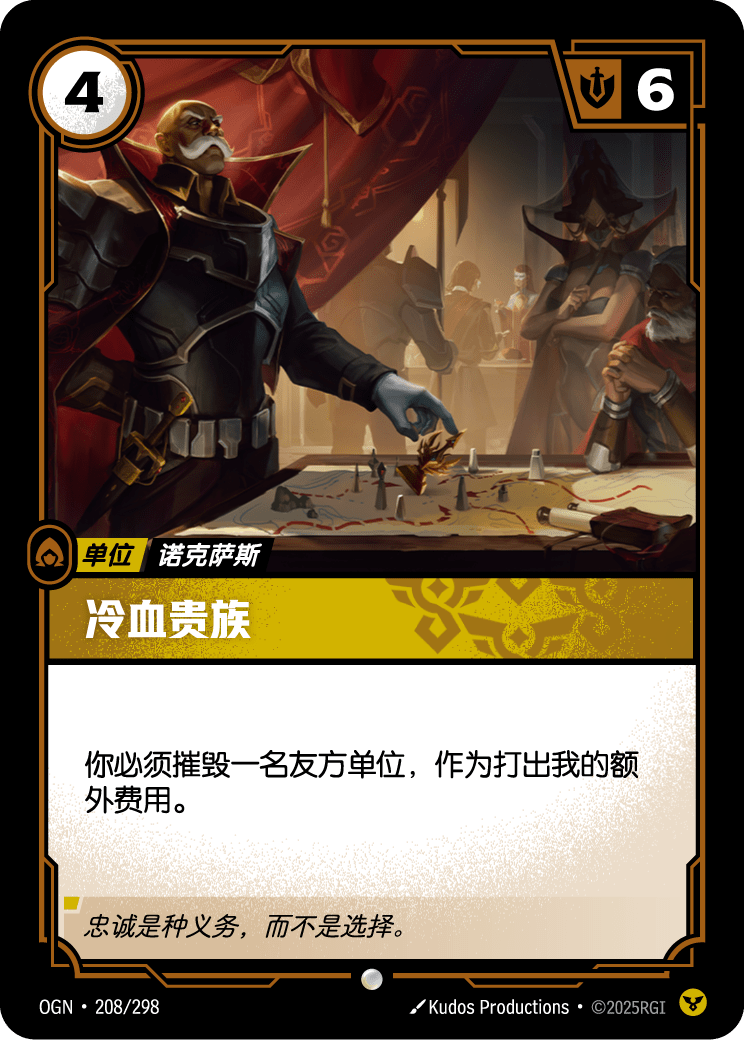 4
6
单位 诺克萨斯
冷血贵族
你必须摧毁一名友方单位，作为打出我的额
外费用。
忠诚是种义务，而不是选择。
OGN • 208/298
Kudos Productions • ©2025RGI